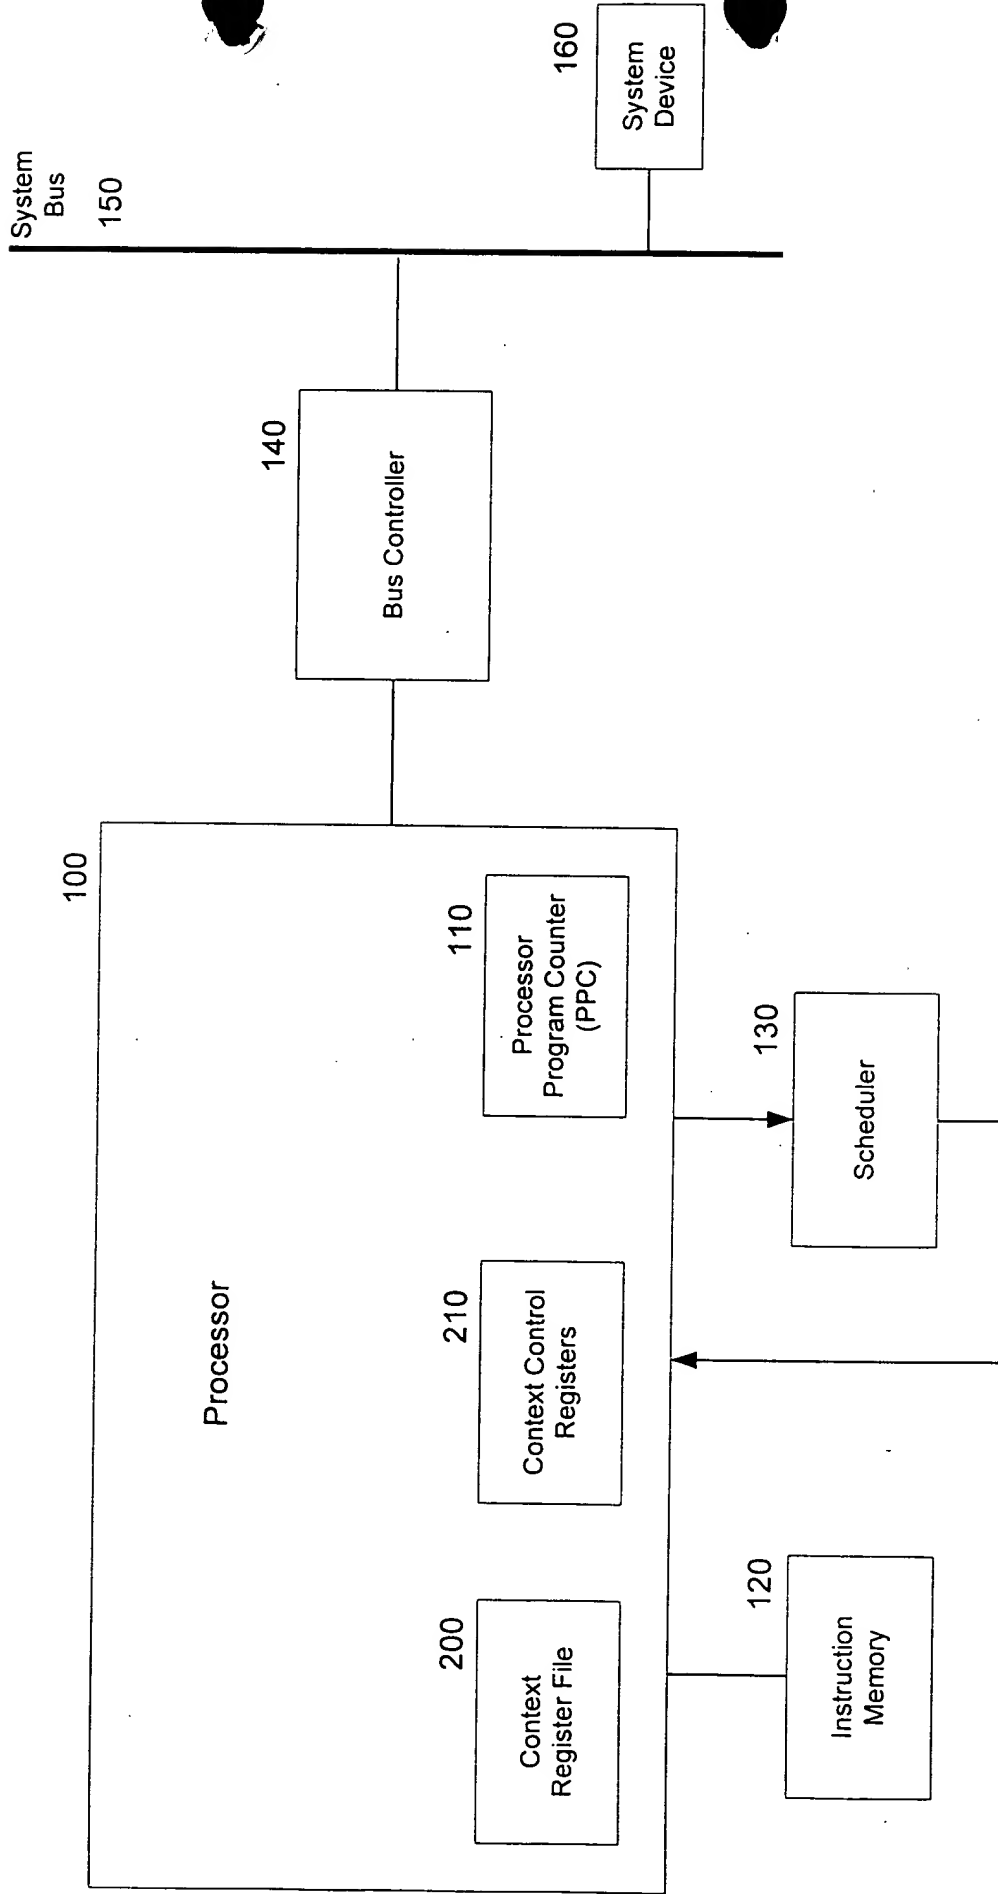 100
Processor
200
Context
Register File
210
Context Control
Registers
110
Processor
Program Counter
(PPC)
120
Instruction
Memory
130
Scheduler
140
Bus Controller
System
Bus
150
160
System
Device